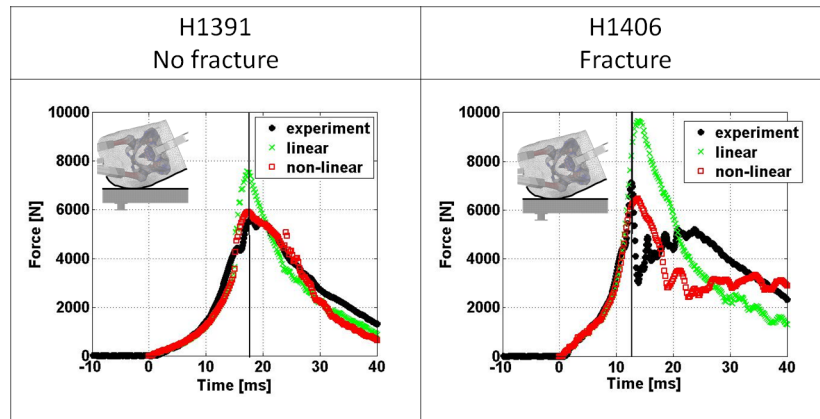 H1391
No fracture
H1406
Fracture
10000
8000
6000
4000
2000
0
Force [N]
experiment
linear
non-linear
-10
0
10
20
30
40
Time [ms]
10000
8000
6000
4000
2000
0
Force [N]
experiment
linear
non-linear
-10
0
10
20
30
40
Time [ms]